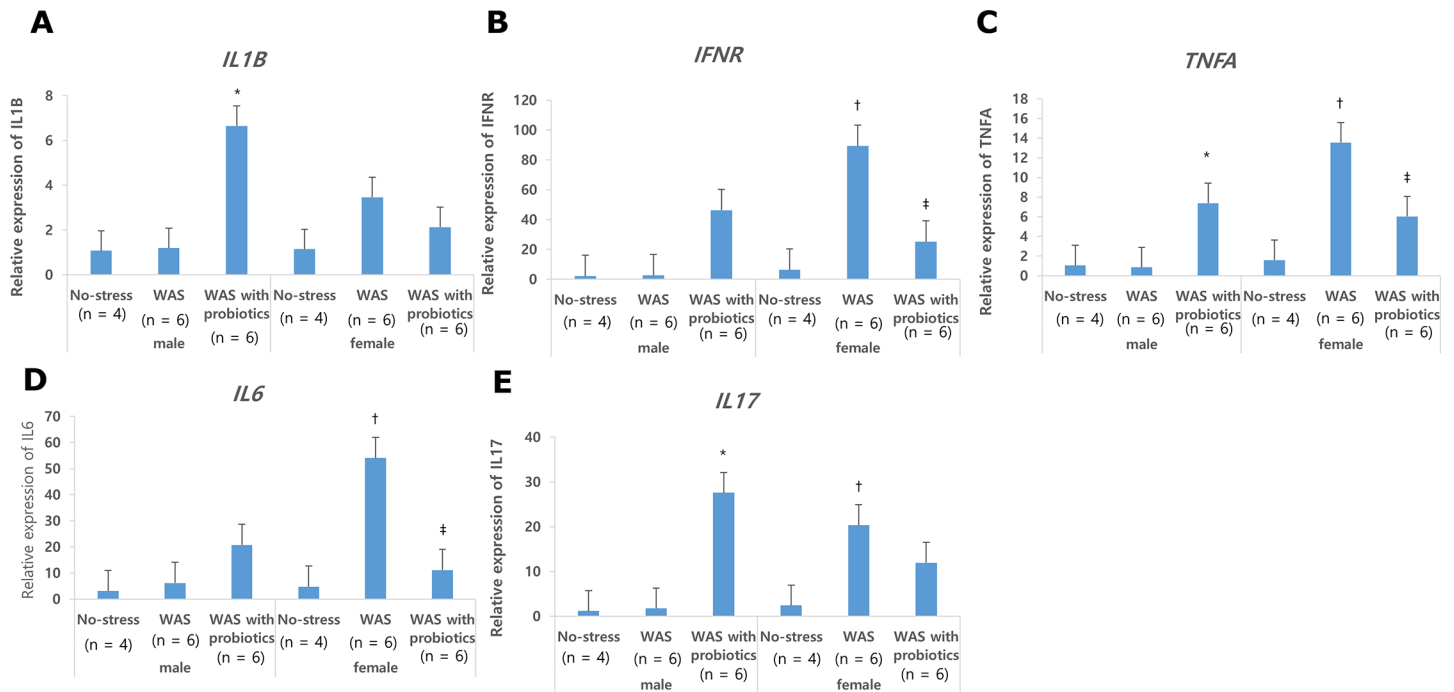 A
IL1B
Relative expression of IL1B
8
6
4
2
0
*
No-stress
(n = 4)
WAS
(n = 6)
WAS with
probiotics
(n = 6)
No-stress
(n = 4)
WAS
(n = 6)
WAS with
probiotics
(n = 6)
male
female
B
IFNR
Relative expression of IFNR
120
100
80
60
40
20
0
†
‡
No-stress
(n = 4)
WAS
(n = 6)
WAS with
probiotics
(n = 6)
No-stress
(n = 4)
WAS
(n = 6)
WAS with
probiotics
(n = 6)
male
female
C
TNFA
Relative expression of TNFA
18
16
14
12
10
8
6
4
2
0
*
†
‡
No-stress
(n = 4)
WAS
(n = 6)
WAS with
probiotics
(n = 6)
No-stress
(n = 4)
WAS
(n = 6)
WAS with
probiotics
(n = 6)
male
female
D
IL6
Relative expression of IL6
70
60
50
40
30
20
10
0
†
‡
No-stress
(n = 4)
WAS
(n = 6)
WAS with
probiotics
(n = 6)
No-stress
(n = 4)
WAS
(n = 6)
WAS with
probiotics
(n = 6)
male
female
E
IL17
Relative expression of IL17
40
30
20
10
0
*
†
No-stress
(n = 4)
WAS
(n = 6)
WAS with
probiotics
(n = 6)
No-stress
(n = 4)
WAS
(n = 6)
WAS with
probiotics
(n = 6)
male
female